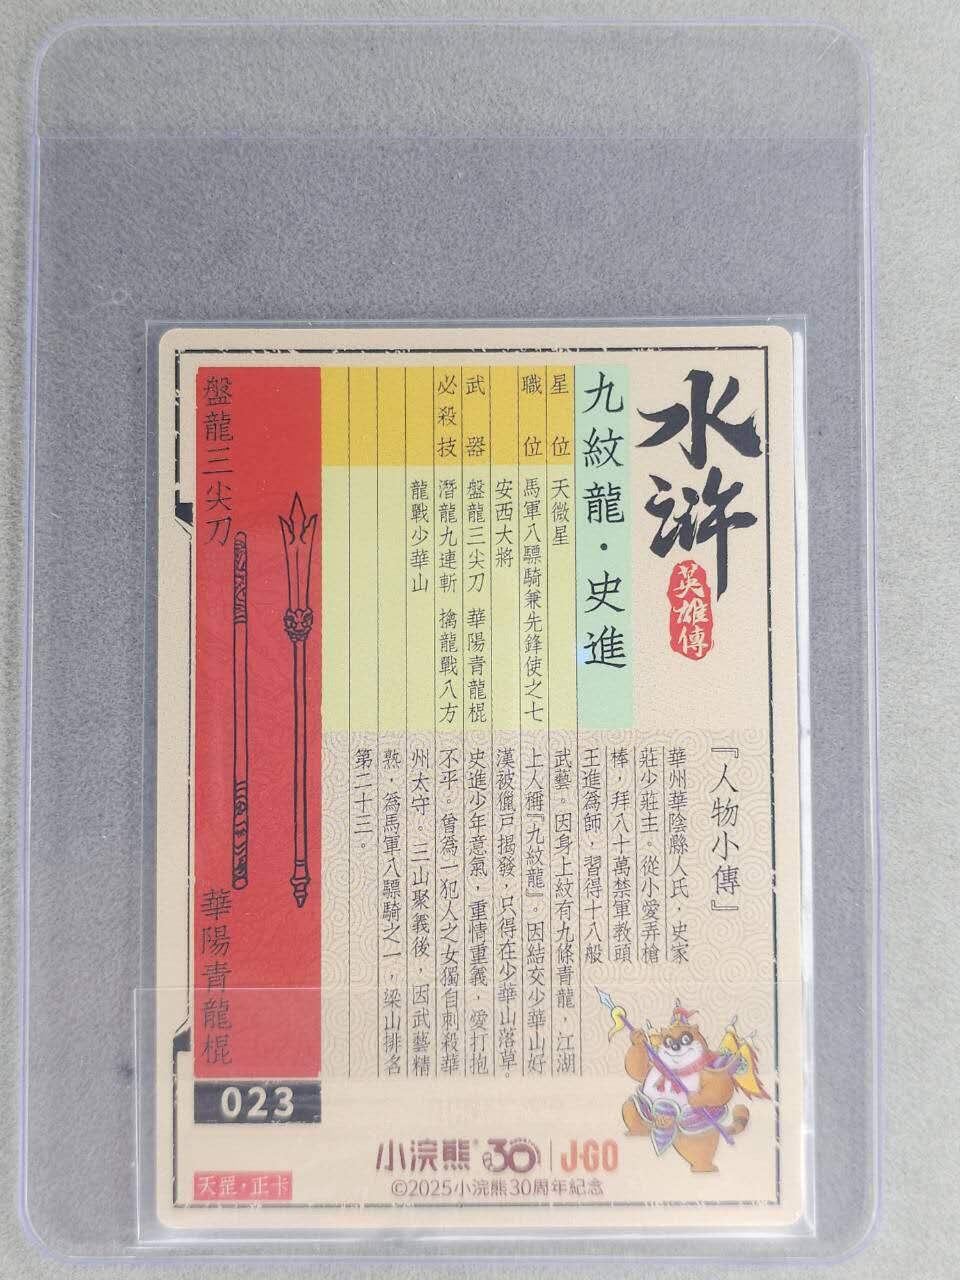 水滸
英雄傳
九紋龍·史進
星位 天微星
職位 馬軍八驃騎兼先鋒使之七
安西大將
武器 盤龍三尖刀 華陽青龍棍
必殺技 潛龍九連斬 擒龍戰八方
龍戰少華山
盤龍三尖刀
華陽青龍棍
『人物小傳』
華州華陰縣人氏，史家
莊少莊主。從小愛弄槍
棒，拜八十萬禁軍教頭
王進為師，習得十八般
武藝。因身上紋有九條青龍，江湖
上人稱『九紋龍』。因結交少華山好
漢被獵戶揭發，只得在少華山落草。
史進少年意氣，重情重義，愛打抱
不平。曾為一犯人之女獨自刺殺華
州太守。三山聚義後，因武藝精
熟，為馬軍八驃騎之一，梁山排名
第二十三。
023
天罡·正卡
小浣熊® 30 | J·GO
©2025小浣熊30周年紀念